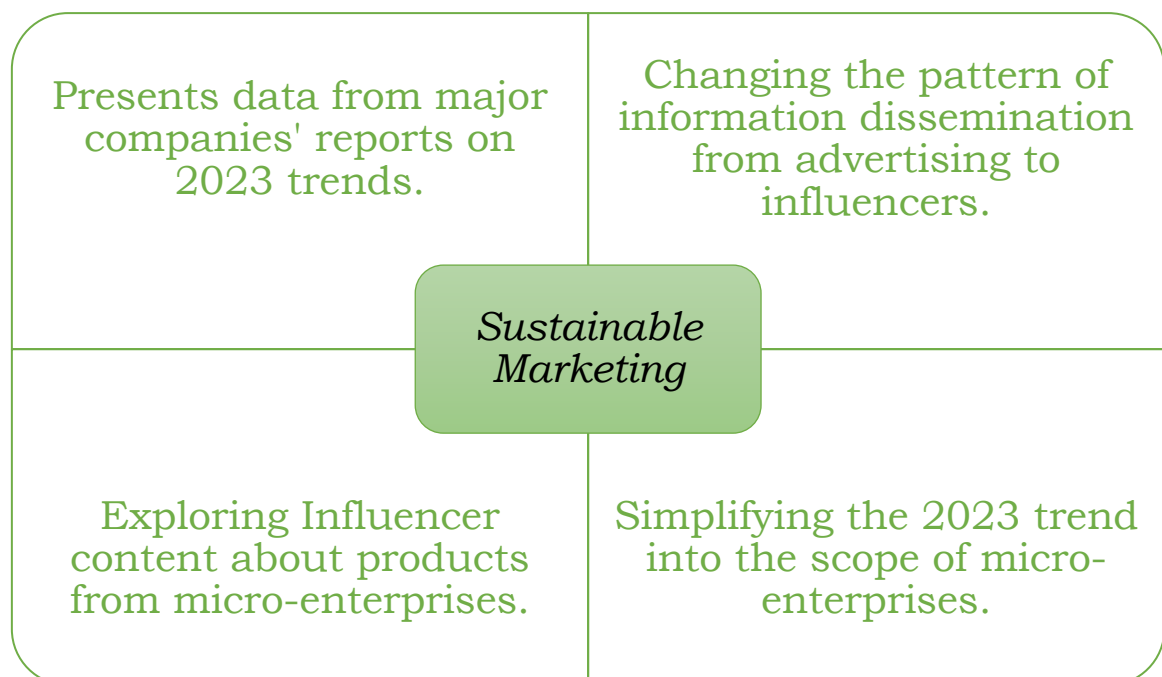 Presents data from major
companies' reports on
2023 trends.
Changing the pattern of
information dissemination
from advertising to
influencers.
Sustainable
Marketing
Exploring Influencer
content about products
from micro-enterprises.
Simplifying the 2023 trend
into the scope of micro-
enterprises.